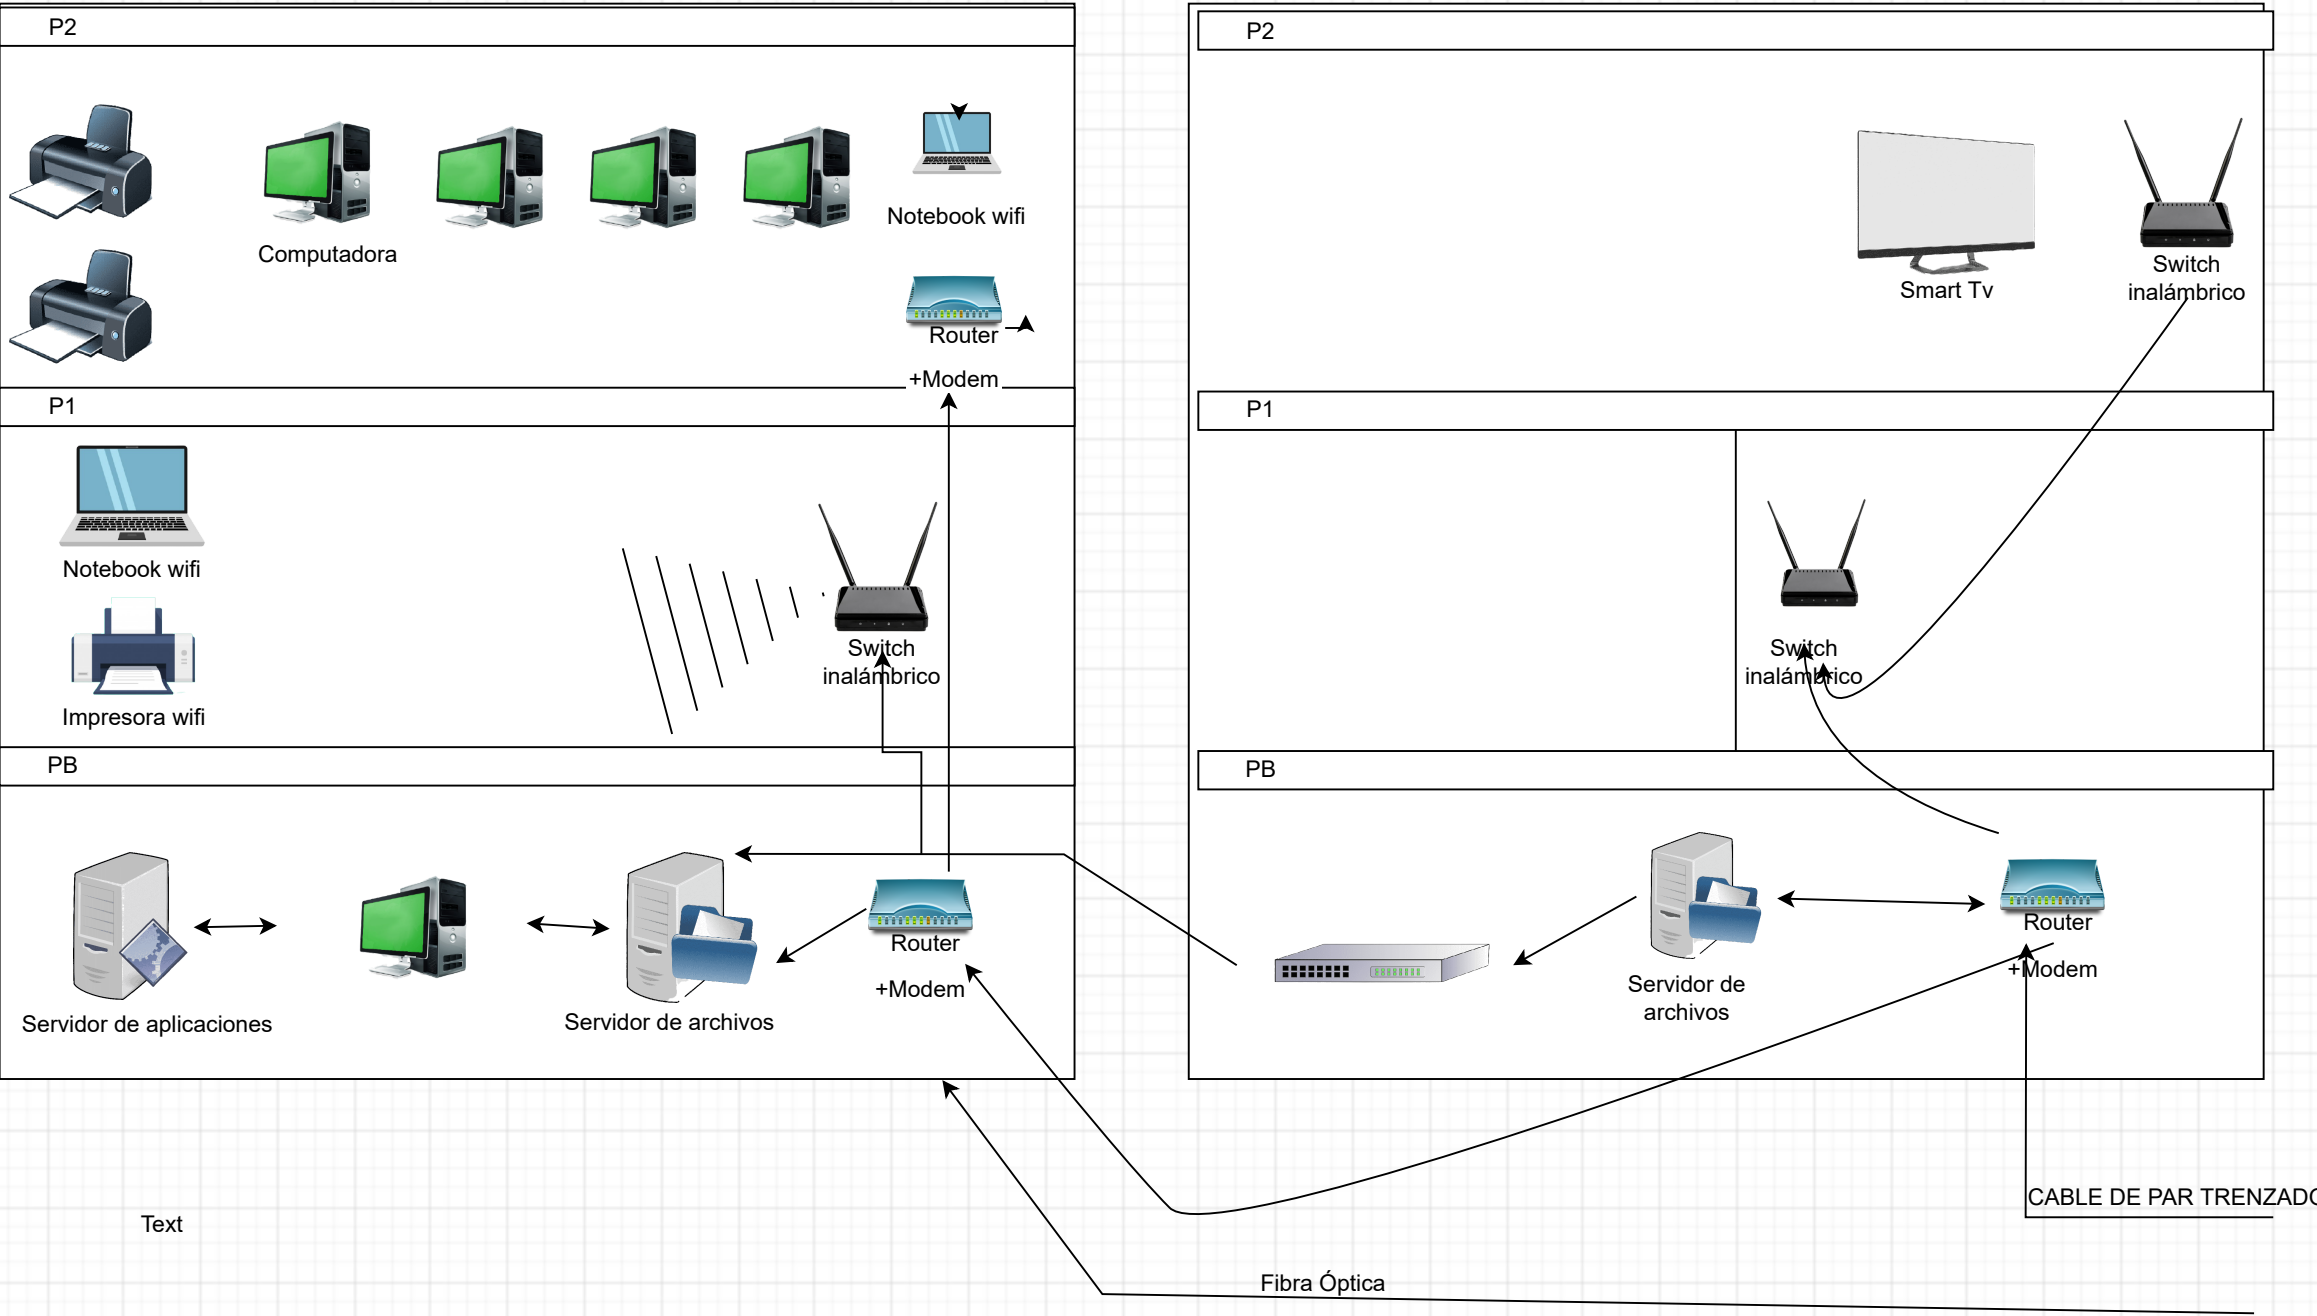 P2
Computadora
Notebook wifi
Router
+Modem
P1
Notebook wifi
Impresora wifi
Switch
inalámbrico
PB
Servidor de aplicaciones
Servidor de archivos
Router
+Modem
P2
Smart Tv
Switch
inalámbrico
P1
Switch
inalámbrico
PB
Servidor de
archivos
Router
+Modem
CABLE DE PAR TRENZADO
Text
Fibra Óptica